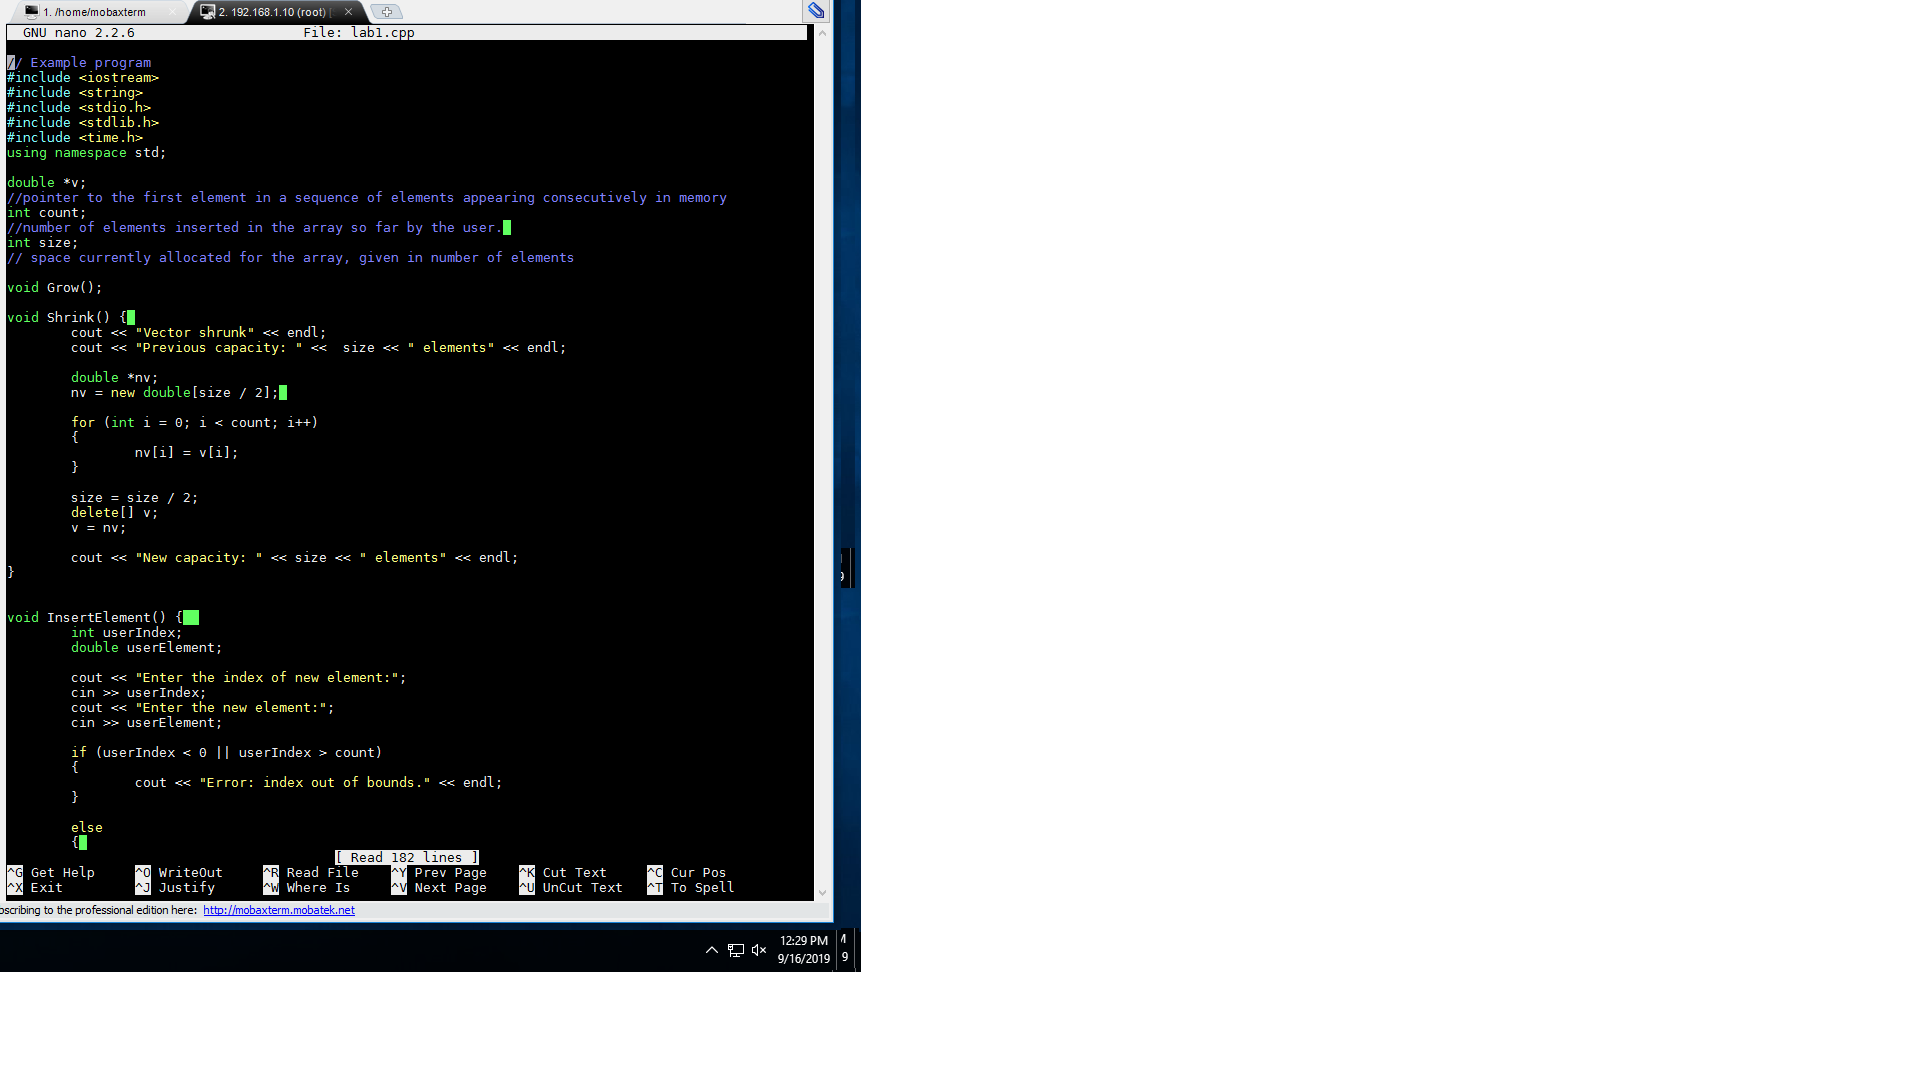 1. /home/mobaxterm
2. 192.168.1.10 (root)
GNU nano 2.2.6 File: lab1.cpp
// Example program
#include <iostream>
#include <string>
#include <stdio.h>
#include <stdlib.h>
#include <time.h>
using namespace std;
double *v;
//pointer to the first element in a sequence of elements appearing consecutively in memory
int count;
//number of elements inserted in the array so far by the user.
int size;
// space currently allocated for the array, given in number of elements
void Grow();
void Shrink() {
cout << "Vector shrunk" << endl;
cout << "Previous capacity: " <<  size << " elements" << endl;
double *nv;
nv = new double[size / 2];
for (int i = 0; i < count; i++)
{
nv[i] = v[i];
}
size = size / 2;
delete[] v;
v = nv;
cout << "New capacity: " << size << " elements" << endl;
}
void InsertElement() {
int userIndex;
double userElement;
cout << "Enter the index of new element:";
cin >> userIndex;
cout << "Enter the new element:";
cin >> userElement;
if (userIndex < 0 || userIndex > count)
{
cout << "Error: index out of bounds." << endl;
}
else
{
[ Read 182 lines ]
^G Get Help ^O WriteOut ^R Read File ^Y Prev Page ^K Cut Text ^C Cur Pos
^X Exit ^J Justify ^W Where Is ^V Next Page ^U UnCut Text ^T To Spell
bscribing to the professional edition here: http://mobaxterm.mobatek.net
12:29 PM
9/16/2019
9